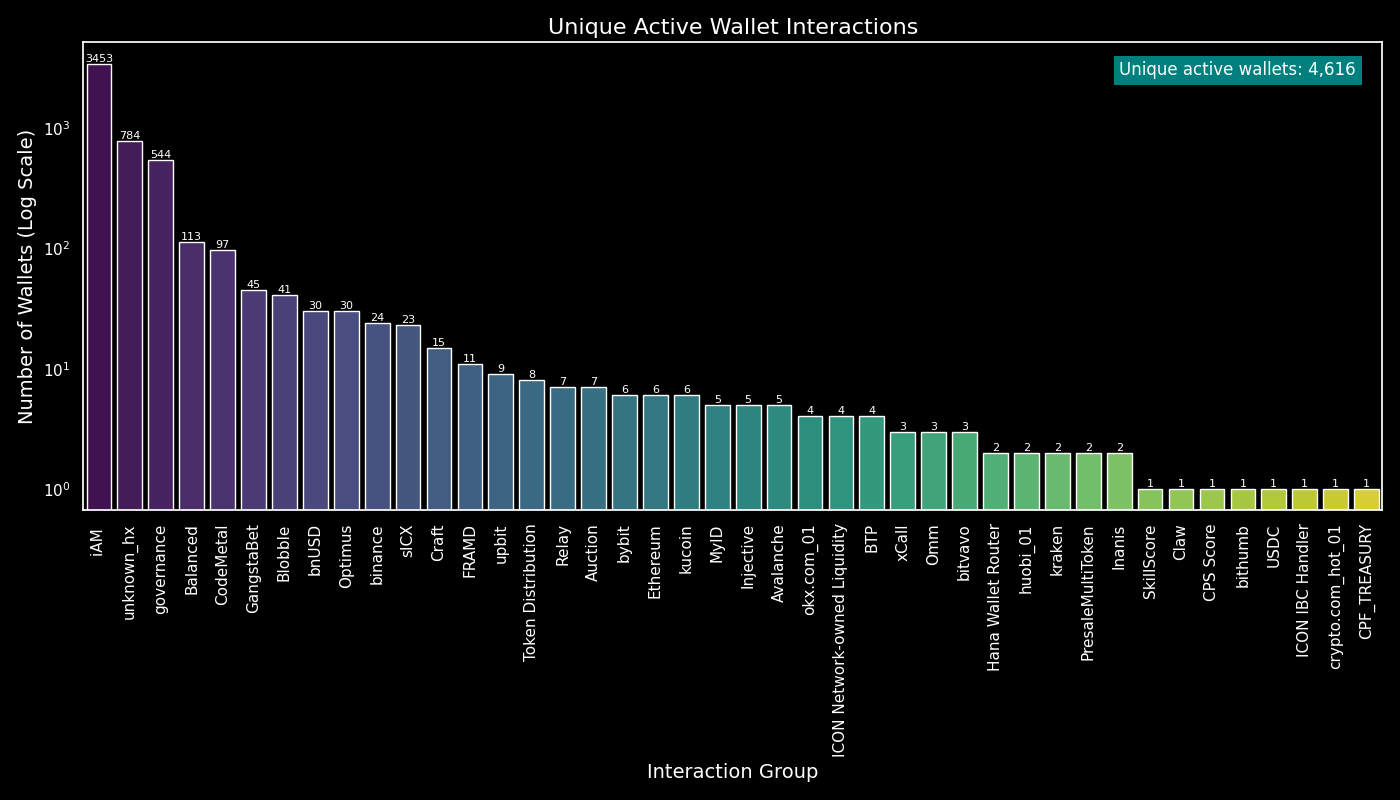 Unique Active Wallet Interactions
Unique active wallets: 4,616
Number of Wallets (Log Scale)
10³
10²
10¹
10⁰
3453
784
544
113
97
45
41
30
30
24
23
15
11
9
8
7
7
6
6
6
5
5
5
4
4
4
3
3
3
2
2
2
2
2
1
1
1
1
1
1
1
1
iAM
unknown_hx
governance
Balanced
CodeMetal
GangstaBet
Blobble
bnUSD
Optimus
binance
sICX
Craft
FRAMD
upbit
Token Distribution
Relay
Auction
bybit
Ethereum
kucoin
MyID
Injective
Avalanche
okx.com_01
ICON Network-owned Liquidity
BTP
xCall
Omm
bitvavo
Hana Wallet Router
huobi_01
kraken
PresaleMultiToken
Inanis
SkillScore
Claw
CPS Score
bithumb
USDC
ICON IBC Handler
crypto.com_hot_01
CPF_TREASURY
Interaction Group